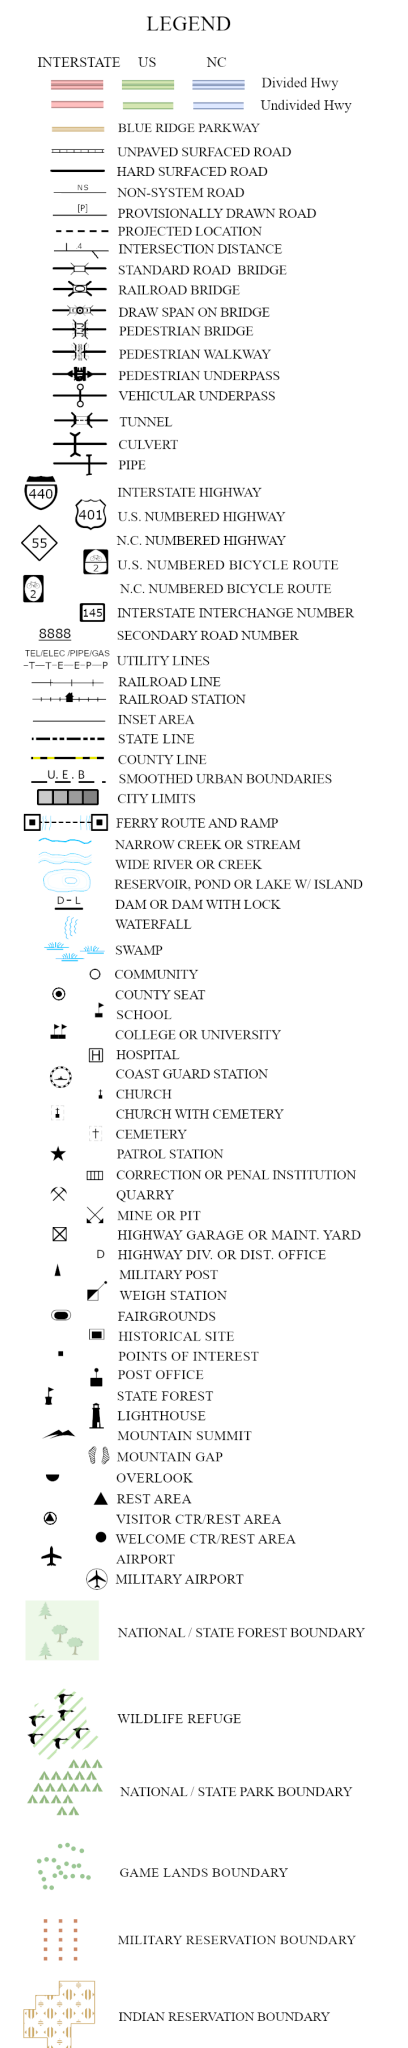 LEGEND
INTERSTATE US NC
Divided Hwy
Undivided Hwy
BLUE RIDGE PARKWAY
UNPAVED SURFACED ROAD
HARD SURFACED ROAD
NS NON-SYSTEM ROAD
[P] PROVISIONALLY DRAWN ROAD
PROJECTED LOCATION
.4 INTERSECTION DISTANCE
STANDARD ROAD BRIDGE
RAILROAD BRIDGE
DRAW SPAN ON BRIDGE
PEDESTRIAN BRIDGE
PEDESTRIAN WALKWAY
PEDESTRIAN UNDERPASS
VEHICULAR UNDERPASS
TUNNEL
CULVERT
PIPE
440 INTERSTATE HIGHWAY
401 U.S. NUMBERED HIGHWAY
55 N.C. NUMBERED HIGHWAY
2 U.S. NUMBERED BICYCLE ROUTE
2 N.C. NUMBERED BICYCLE ROUTE
145 INTERSTATE INTERCHANGE NUMBER
8888 SECONDARY ROAD NUMBER
TEL/ELEC /PIPE/GAS
-T-T-E-E-P-P UTILITY LINES
RAILROAD LINE
RAILROAD STATION
INSET AREA
STATE LINE
COUNTY LINE
U. E. B SMOOTHED URBAN BOUNDARIES
CITY LIMITS
FERRY ROUTE AND RAMP
NARROW CREEK OR STREAM
WIDE RIVER OR CREEK
RESERVOIR, POND OR LAKE W/ ISLAND
D-L DAM OR DAM WITH LOCK
WATERFALL
SWAMP
COMMUNITY
COUNTY SEAT
SCHOOL
COLLEGE OR UNIVERSITY
H HOSPITAL
COAST GUARD STATION
CHURCH
CHURCH WITH CEMETERY
CEMETERY
PATROL STATION
CORRECTION OR PENAL INSTITUTION
QUARRY
MINE OR PIT
HIGHWAY GARAGE OR MAINT. YARD
D HIGHWAY DIV. OR DIST. OFFICE
MILITARY POST
WEIGH STATION
FAIRGROUNDS
HISTORICAL SITE
POINTS OF INTEREST
POST OFFICE
STATE FOREST
LIGHTHOUSE
MOUNTAIN SUMMIT
MOUNTAIN GAP
OVERLOOK
REST AREA
VISITOR CTR/REST AREA
WELCOME CTR/REST AREA
AIRPORT
MILITARY AIRPORT
NATIONAL / STATE FOREST BOUNDARY
WILDLIFE REFUGE
NATIONAL / STATE PARK BOUNDARY
GAME LANDS BOUNDARY
MILITARY RESERVATION BOUNDARY
INDIAN RESERVATION BOUNDARY